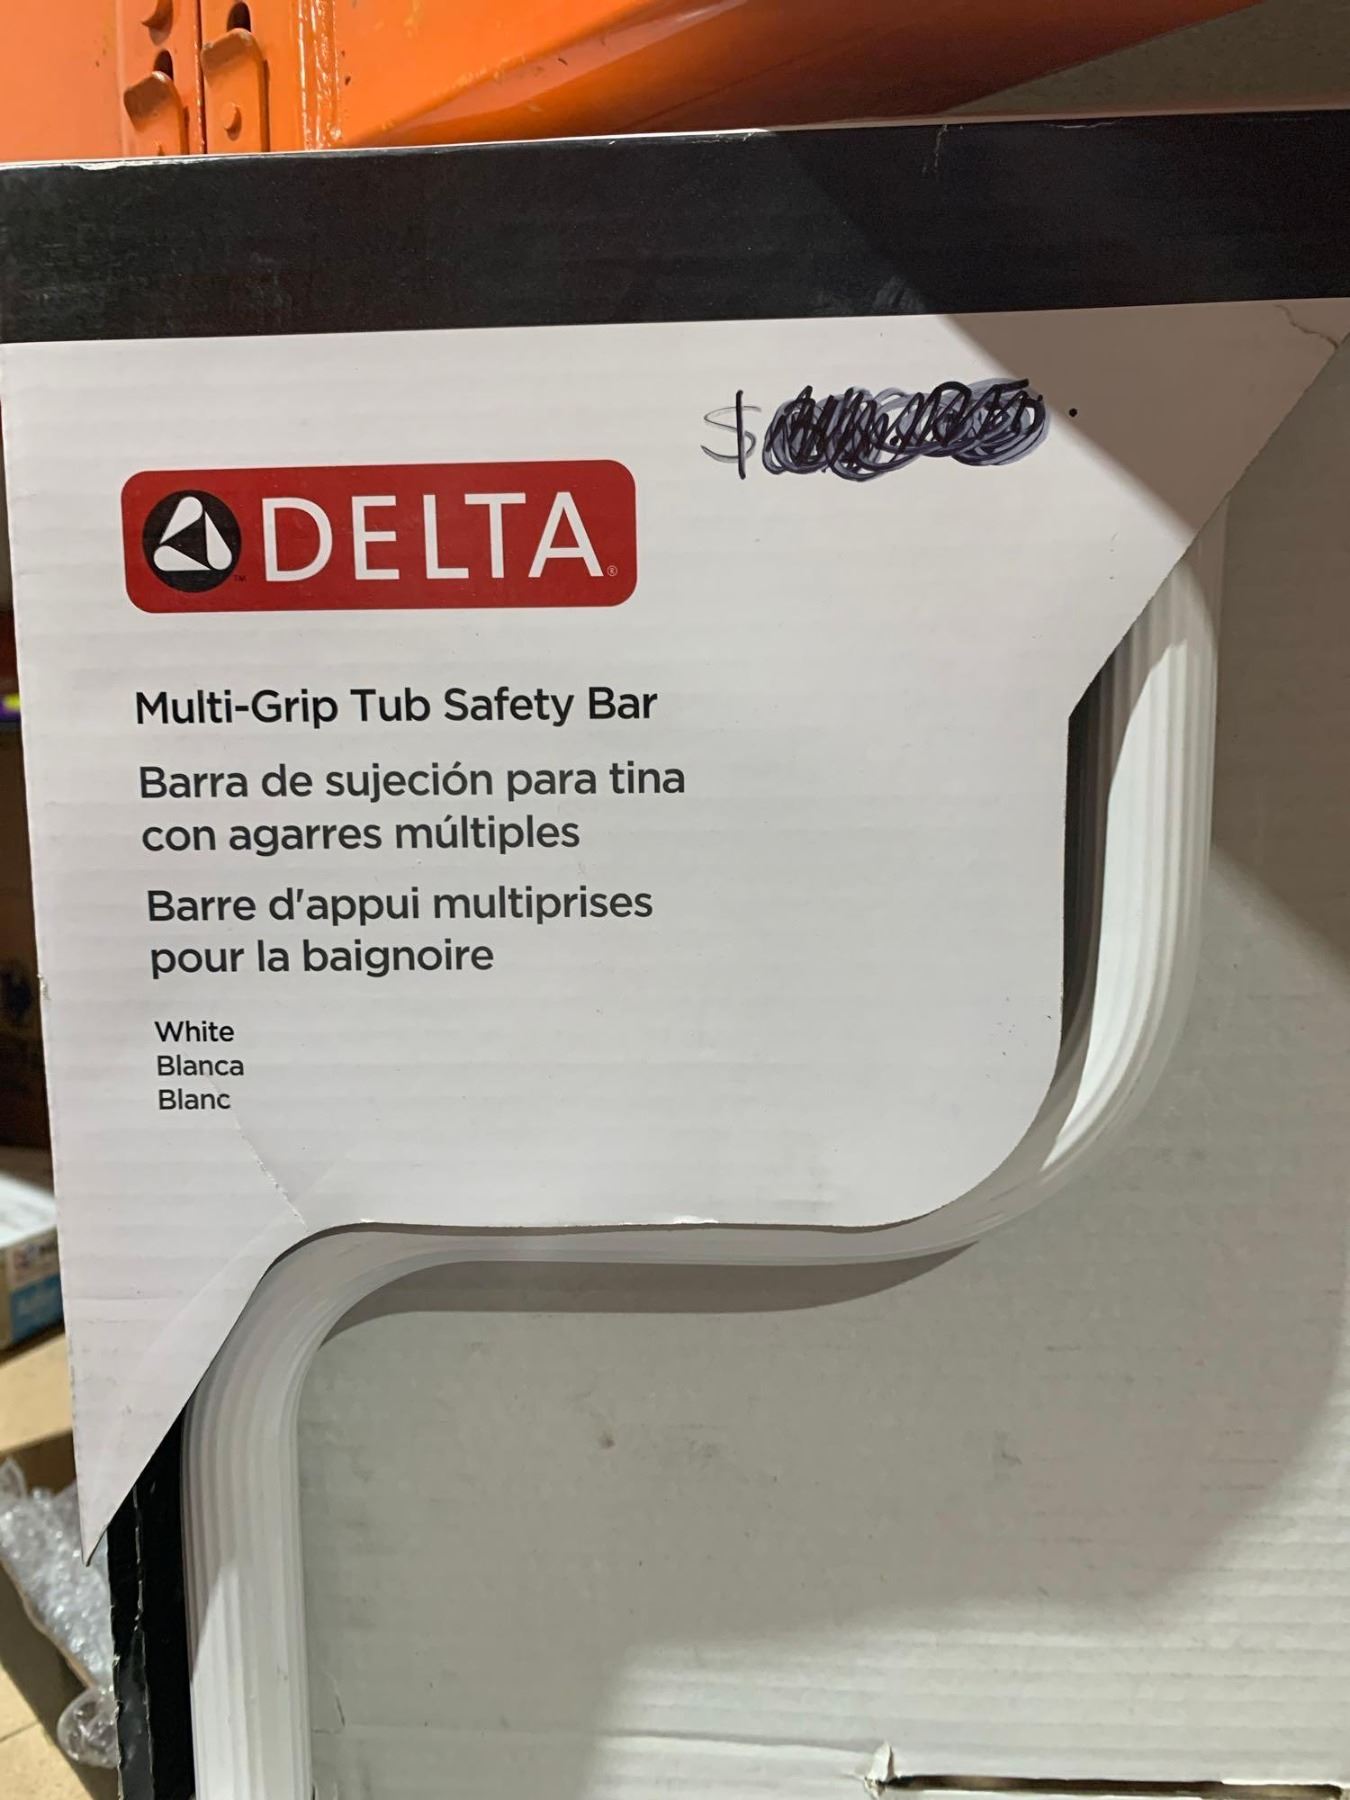 $
DELTA
Multi-Grip Tub Safety Bar
Barra de sujeción para tina
con agarres múltiples
Barre d'appui multiprises
pour la baignoire
White
Blanca
Blanc